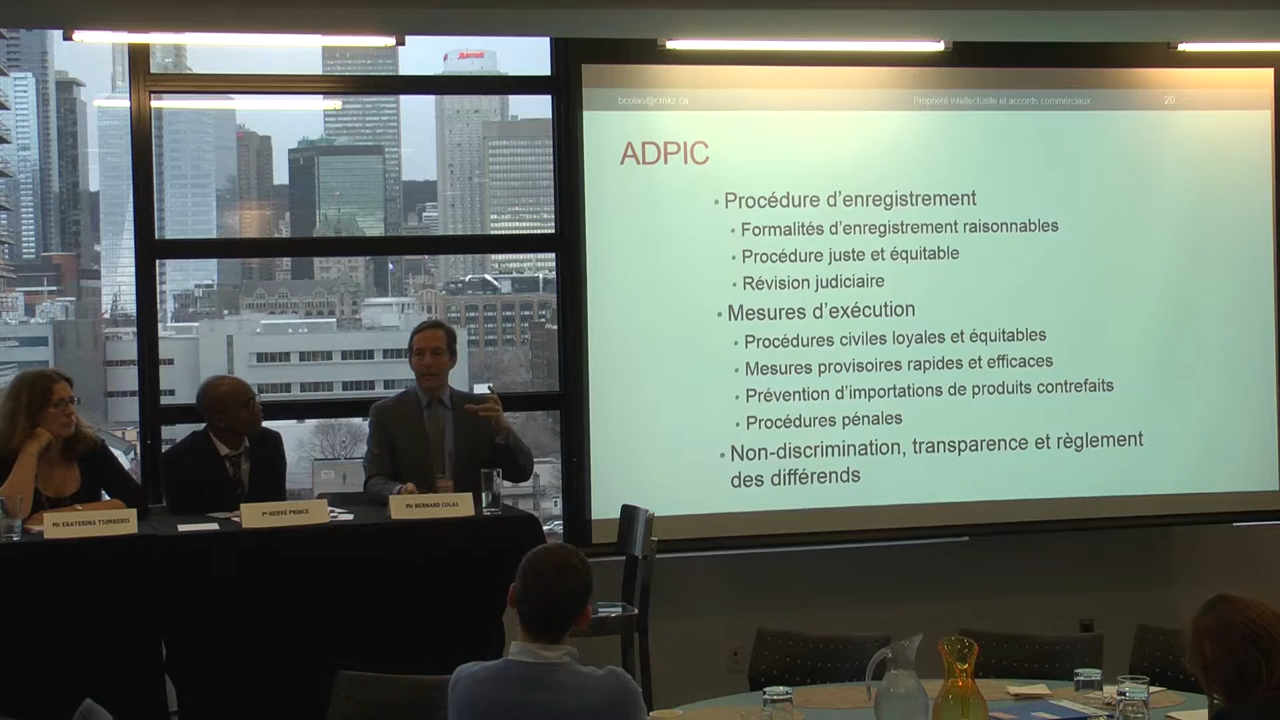 Marriott
bcolas@cmkz.ca
Propriété intellectuelle et accords commerciaux
20
ADPIC
• Procédure d'enregistrement
• Formalités d'enregistrement raisonnables
• Procédure juste et équitable
• Révision judiciaire
• Mesures d'exécution
• Procédures civiles loyales et équitables
• Mesures provisoires rapides et efficaces
• Prévention d'importations de produits contrefaits
• Procédures pénales
• Non-discrimination, transparence et règlement
des différends
Me EKATERINA TSIMBERIS
Pr HERVÉ PRINCE
Me BERNARD COLAS